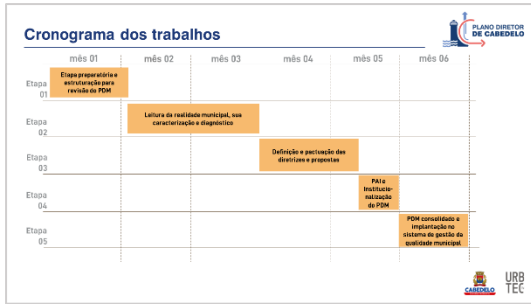 Cronograma dos trabalhos
PLANO DIRETOR
DE CABEDELO
mês 01
mês 02
mês 03
mês 04
mês 05
mês 06
Etapa
01
Etapa preparatória e
estruturação para
revisão do PDM
Etapa
02
Leitura da realidade municipal, sua
caracterização e diagnóstico
Etapa
03
Definição e pactuação das
diretrizes e propostas
Etapa
04
PAI e
Institucio-
nalização
do PDM
Etapa
05
PDM consolidado e
implantação no
sistema de gestão da
qualidade municipal
CABEDELO
URB
TEC